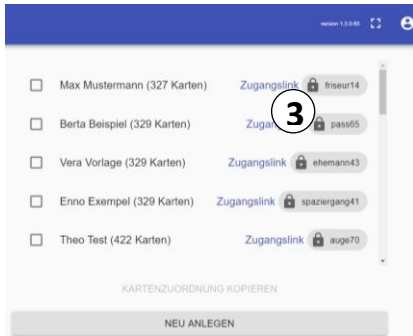 version 1.3.0-83
Max Mustermann (327 Karten) Zugangslink friseur14
3
Berta Beispiel (329 Karten) Zugan pass65
Vera Vorlage (329 Karten) Zugangslink ehemann43
Enno Exempel (329 Karten) Zugangslink spaziergang41
Theo Test (422 Karten) Zugangslink auge70
KARTENZUORDNUNG KOPIEREN
NEU ANLEGEN